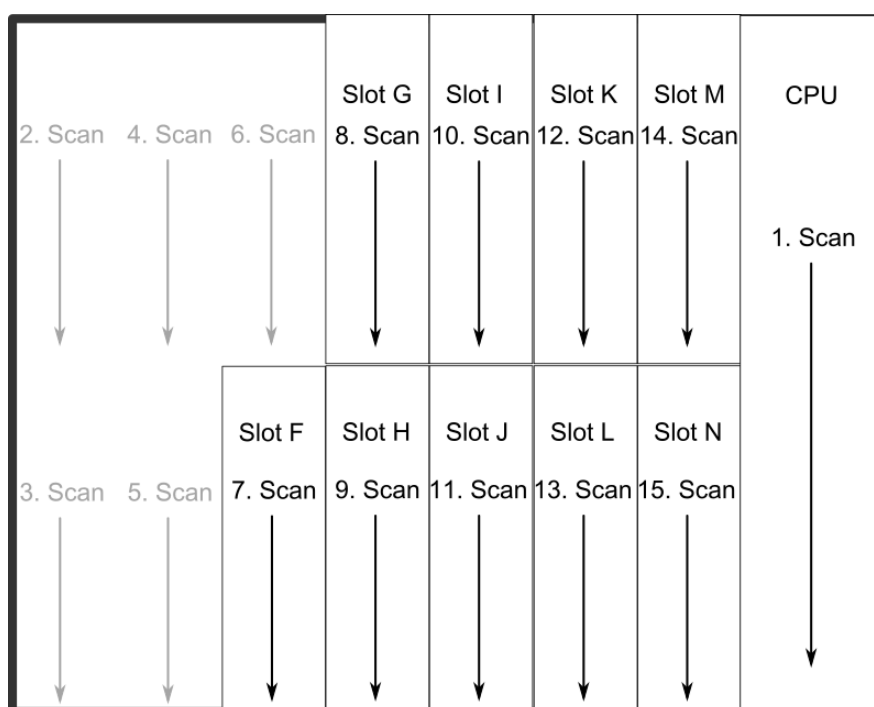 Slot G Slot I Slot K Slot M CPU
2. Scan 4. Scan 6. Scan 8. Scan 10. Scan 12. Scan 14. Scan
1. Scan
Slot F Slot H Slot J Slot L Slot N
3. Scan 5. Scan 7. Scan 9. Scan 11. Scan 13. Scan 15. Scan